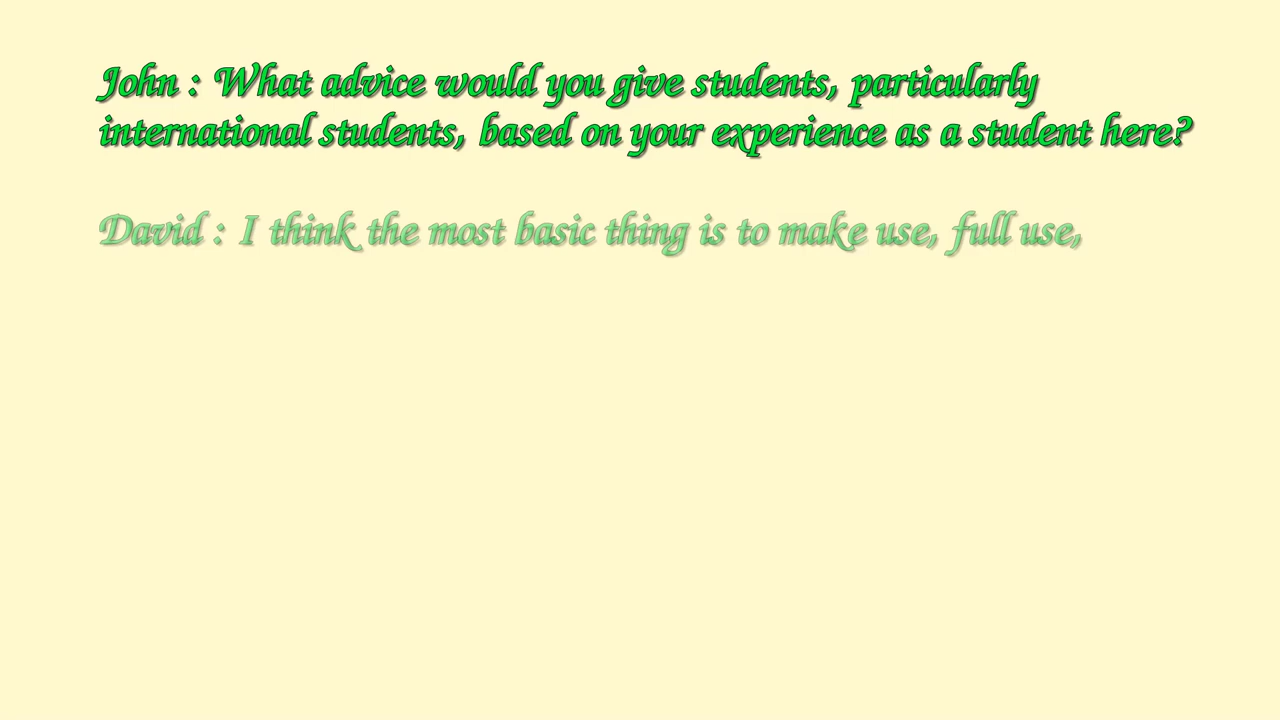 John : What advice would you give students, particularly
international students, based on your experience as a student here?
David : I think the most basic thing is to make use, full use,